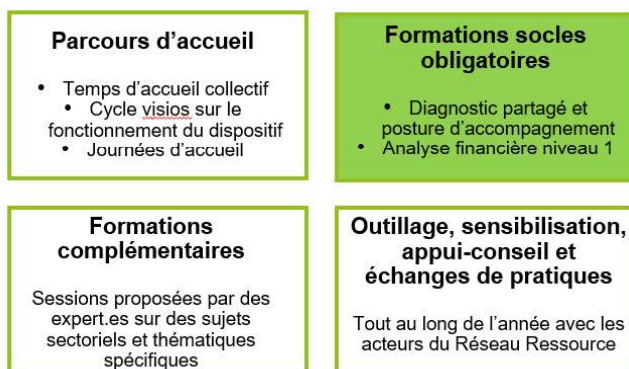 Parcours d’accueil
• Temps d’accueil collectif
• Cycle visios sur le
fonctionnement du dispositif
• Journées d’accueil
Formations socles
obligatoires
• Diagnostic partagé et
posture d’accompagnement
• Analyse financière niveau 1
Formations
complémentaires
Sessions proposées par des
expert.es sur des sujets
sectoriels et thématiques
spécifiques
Outillage, sensibilisation,
appui-conseil et
échanges de pratiques
Tout au long de l’année avec les
acteurs du Réseau Ressource